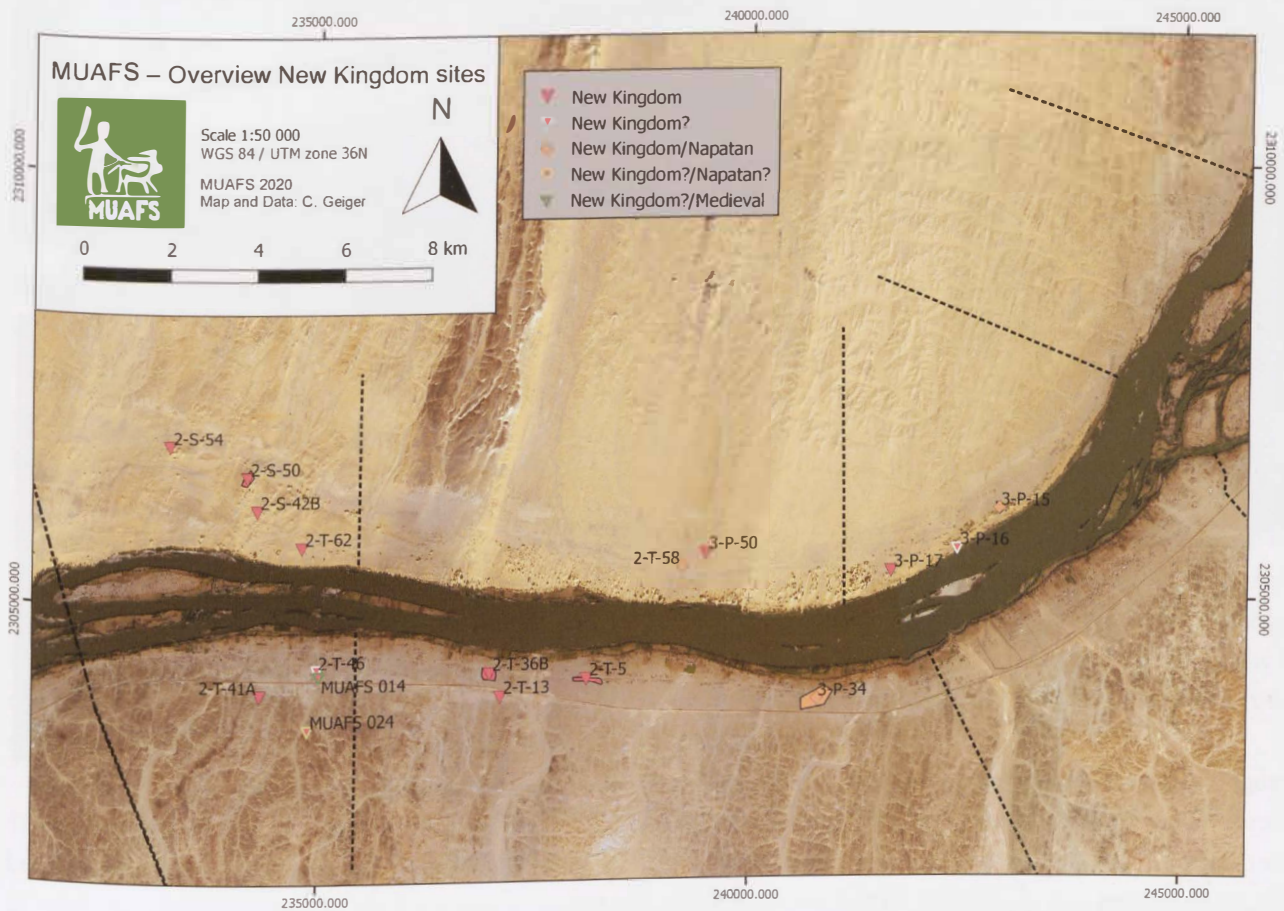 235000.000
240000.000
245000.000
MUAFS – Overview New Kingdom sites
MUAFS
Scale 1:50 000
WGS 84 / UTM zone 36N
MUAFS 2020
Map and Data: C. Geiger
N
0 2 4 6 8 km
New Kingdom
New Kingdom?
New Kingdom/Napatan
New Kingdom?/Napatan?
New Kingdom?/Medieval
2310000.000
2310000.000
2-S-54
2-S-50
2-S-42B
2-T-62
2-T-58
3-P-50
3-P-15
3-P-16
3-P-17
2305000.000
2305000.000
2-T-46
MUAFS 014
2-T-41A
MUAFS 024
2-T-36B
2-T-13
2-T-5
3-P-34
235000.000
240000.000
245000.000